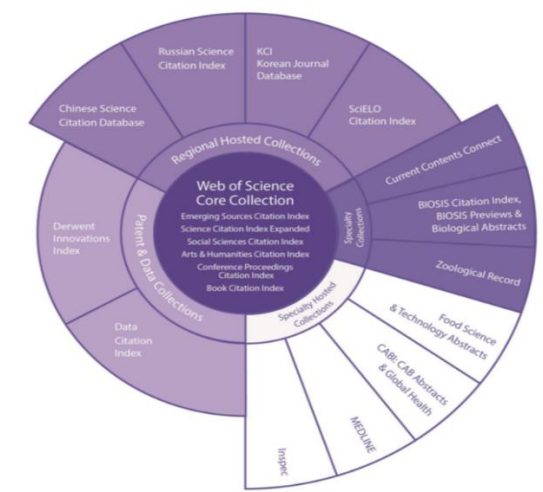 Web of Science
Core Collection
Emerging Sources Citation Index
Science Citation Index Expanded
Social Sciences Citation Index
Arts & Humanities Citation Index
Conference Proceedings
Citation Index
Book Citation Index
Regional Hosted Collections
Chinese Science
Citation Database
Russian Science
Citation Index
KCI
Korean Journal
Database
SciELO
Citation Index
Specialty
Collections
Current Contents Connect
BIOSIS Citation Index,
BIOSIS Previews &
Biological Abstracts
Zoological Record
Specialty Hosted
Collections
Food Science
& Technology Abstracts
CABI: CAB Abstracts
& Global Health
MEDLINE
Inspec
Patent & Data Collections
Data
Citation
Index
Derwent
Innovations
Index